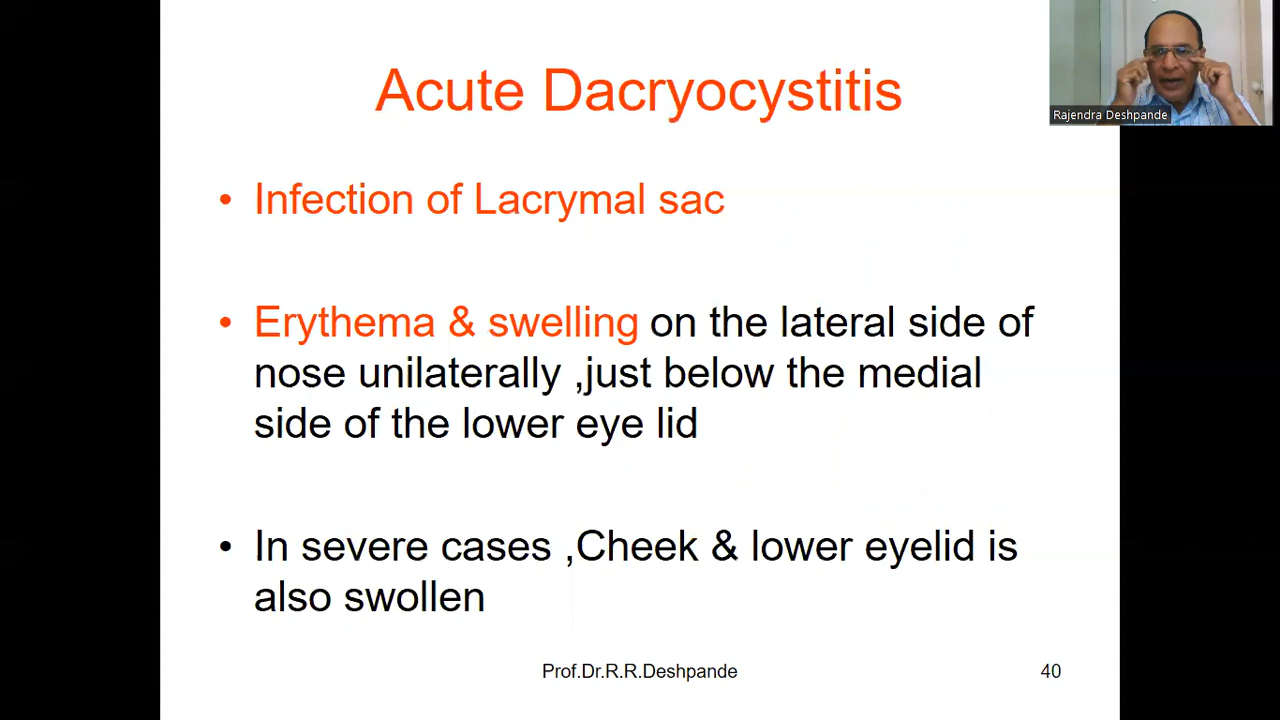 Acute Dacryocystitis
Rajendra Deshpande
• Infection of Lacrymal sac
• Erythema & swelling on the lateral side of
nose unilaterally ,just below the medial
side of the lower eye lid
• In severe cases ,Cheek & lower eyelid is
also swollen
Prof.Dr.R.R.Deshpande
40